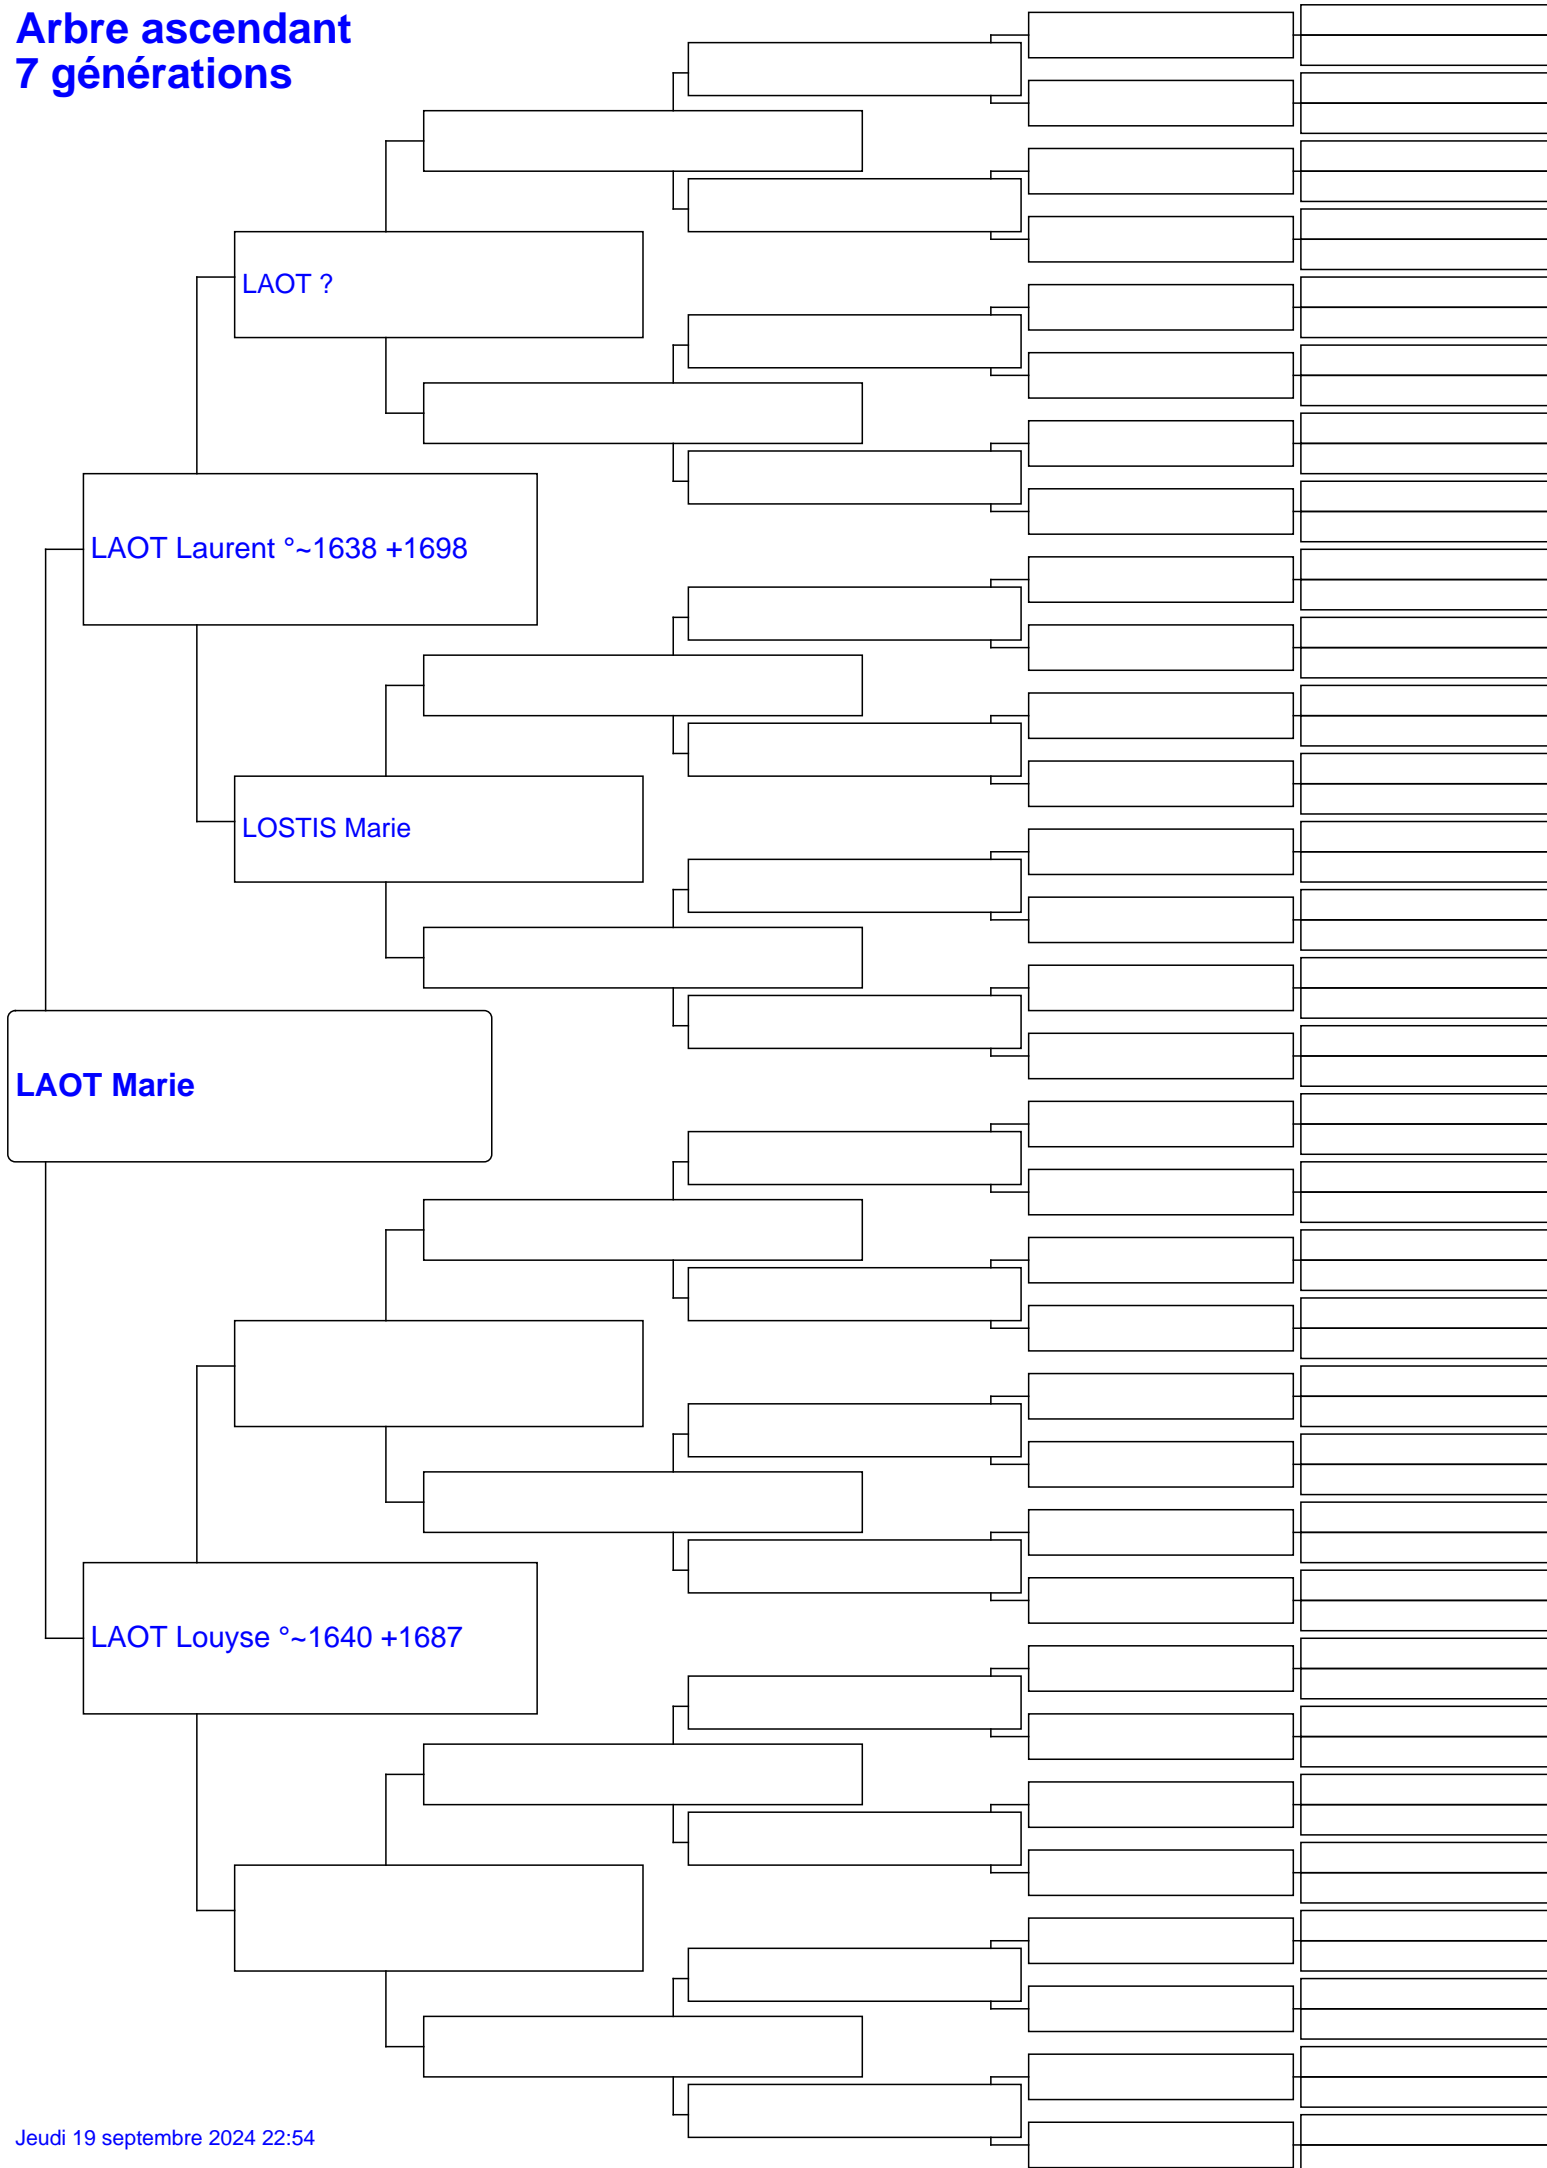 Arbre ascendant
7 générations
LAOT ?
LAOT Laurent °~1638 +1698
LOSTIS Marie
LAOT Marie
LAOT Louyse °~1640 +1687
Jeudi 19 septembre 2024 22:54